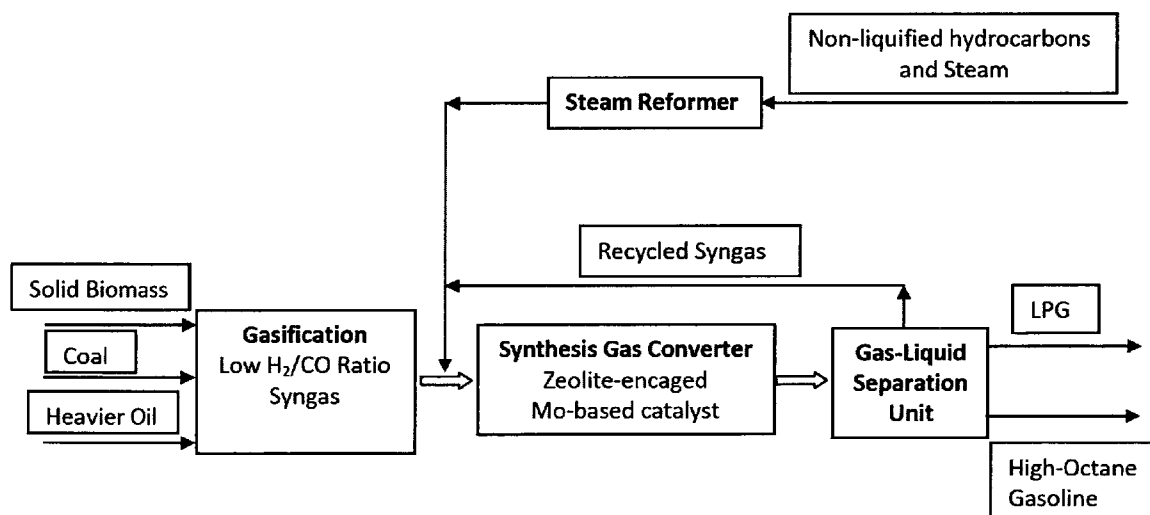 Non-liquified hydrocarbons
and Steam
Steam Reformer
Recycled Syngas
Solid Biomass
Coal
Heavier Oil
Gasification
Low H₂/CO Ratio
Syngas
Synthesis Gas Converter
Zeolite-encaged
Mo-based catalyst
Gas-Liquid
Separation
Unit
LPG
High-Octane
Gasoline